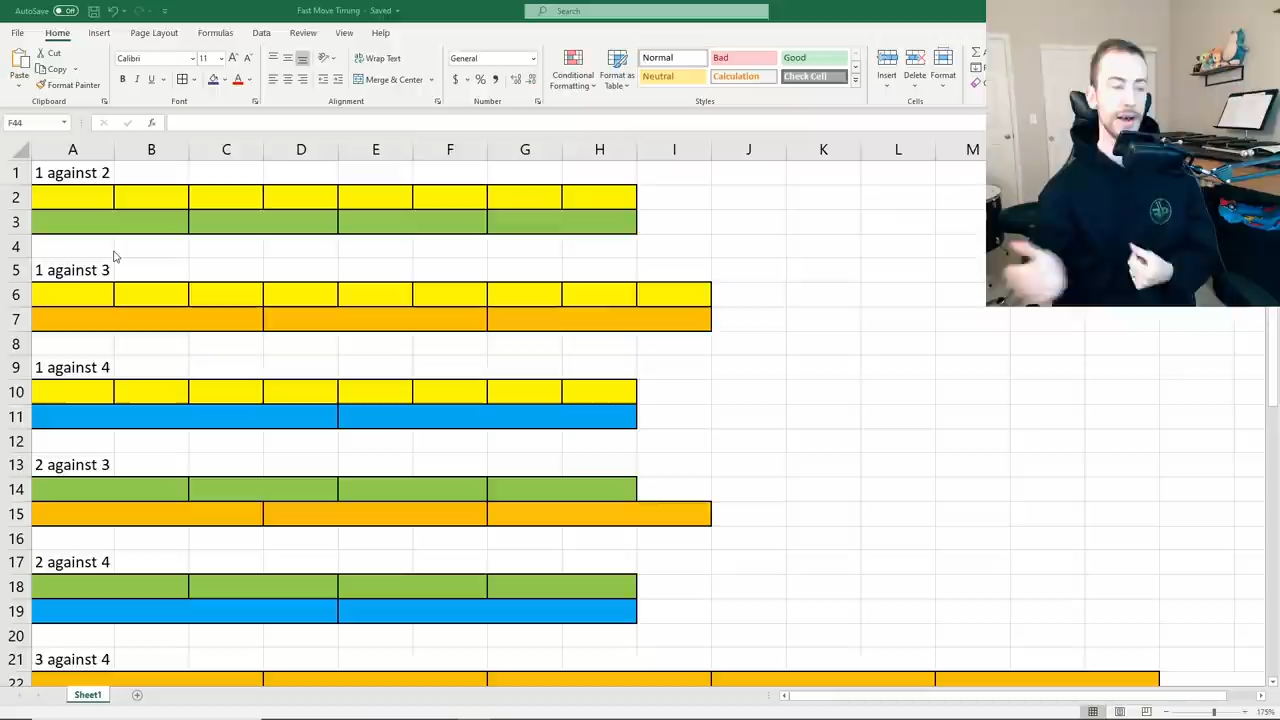 AutoSave Off Fast Move Timing - Saved Search
File Home Insert Page Layout Formulas Data Review View Help
Paste Cut Copy Format Painter
Calibri 11 A A B I U
Wrap Text Merge & Center
General $ % 9
Conditional Formatting Format as Table
Normal Bad Good
Neutral Calculation Check Cell
Insert Delete Format
Clipboard Font Alignment Number Styles Cells
F44 fx
A B C D E F G H I J K L M
1 1 against 2
2
3
4
5 1 against 3
6
7
8
9 1 against 4
10
11
12
13 2 against 3
14
15
16
17 2 against 4
18
19
20
21 3 against 4
22
Sheet1
175%